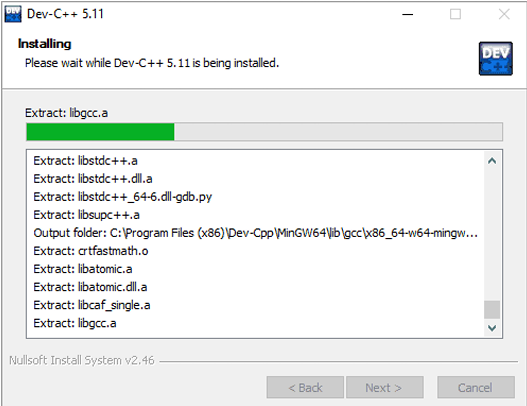 Dev-C++ 5.11
Installing
Please wait while Dev-C++ 5.11 is being installed.
DEV
C++
Extract: libgcc.a
Extract: libstdc++.a
Extract: libstdc++.dll.a
Extract: libstdc++_64-6.dll-gdb.py
Extract: libsupc++.a
Output folder: C:\Program Files (x86)\Dev-Cpp\MinGW64\lib\gcc\x86_64-w64-mingw...
Extract: crtfastmath.o
Extract: libatomic.a
Extract: libatomic.dll.a
Extract: libcaf_single.a
Extract: libgcc.a
Nullsoft Install System v2.46
< Back Next > Cancel